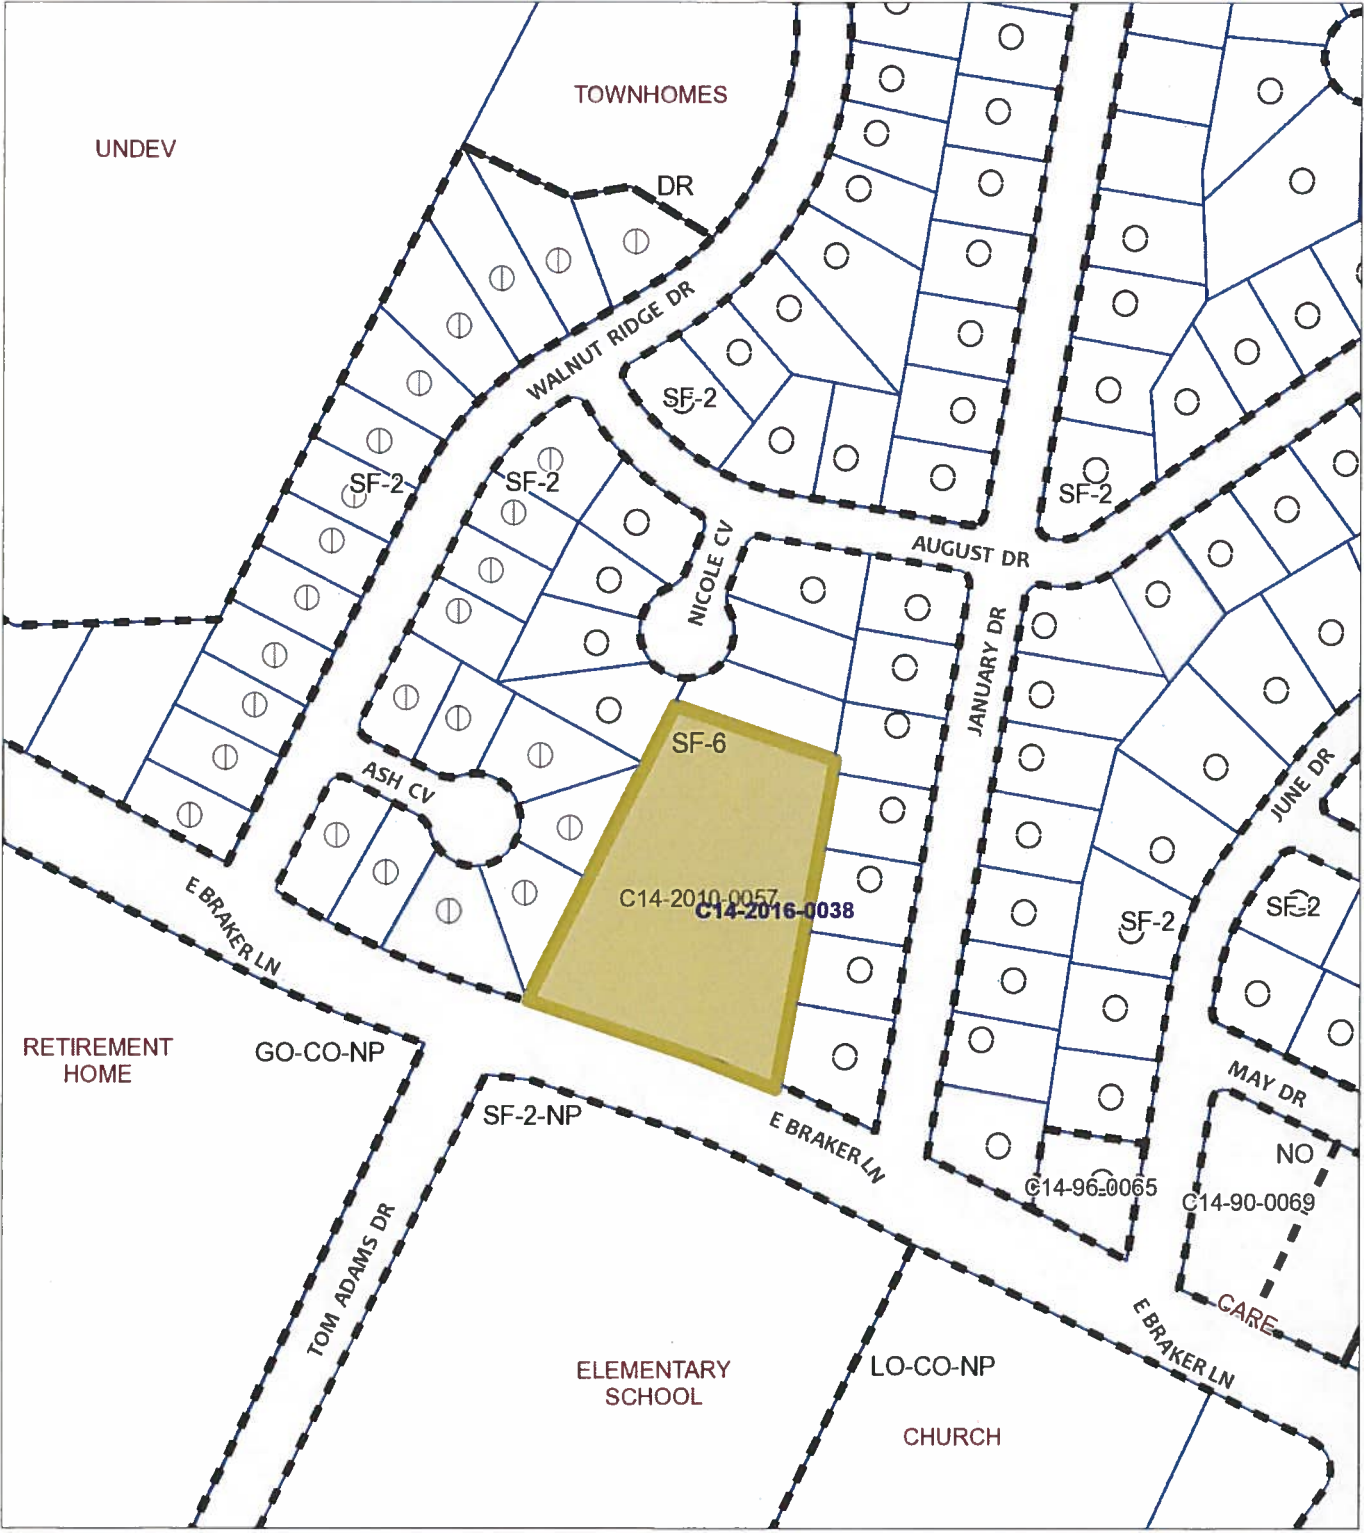 TOWNHOMES
UNDEV
DR
WALNUT RIDGE DR
SF-2
SF-2
SF-2
SF-2
NICOLE CV
AUGUST DR
JANUARY DR
SF-6
ASH CV
JUNE DR
C14-2010-0057
C14-2016-0038
SF-2
SF-2
E BRAKER LN
RETIREMENT
HOME
GO-CO-NP
SF-2-NP
MAY DR
E BRAKER LN
NO
C14-96-0065
C14-90-0069
TOM ADAMS DR
CARE
E BRAKER LN
ELEMENTARY
SCHOOL
LO-CO-NP
CHURCH